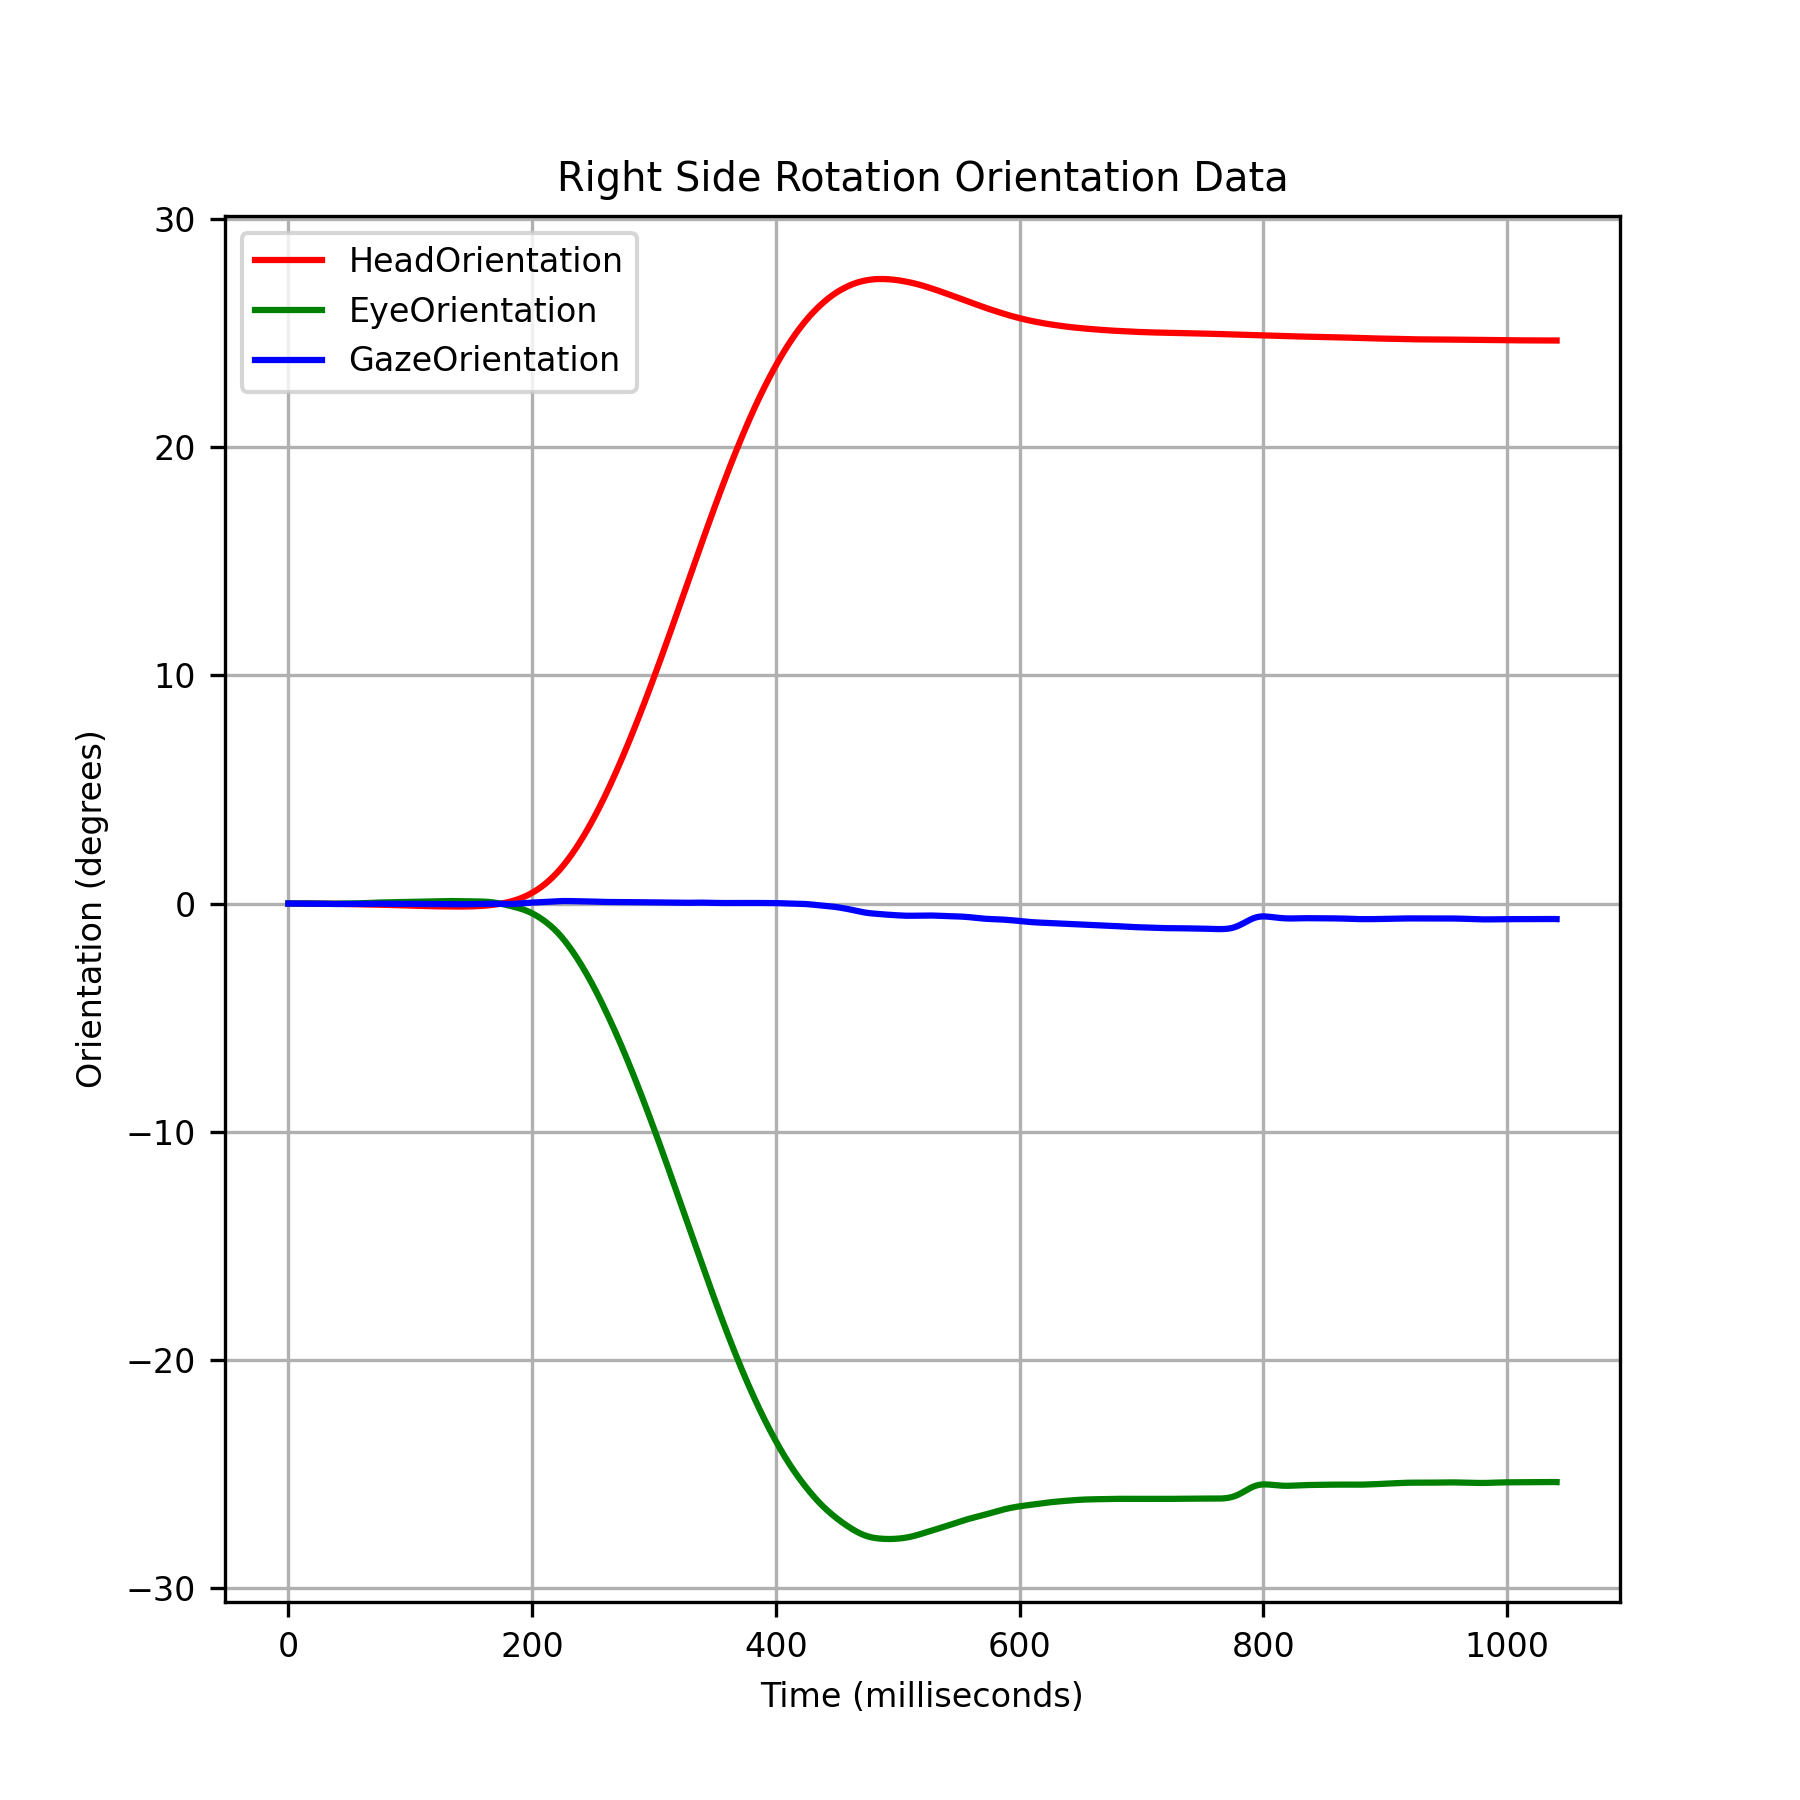 Right Side Rotation Orientation Data
30
20
10
0
−10
−20
−30
Orientation (degrees)
HeadOrientation
EyeOrientation
GazeOrientation
0 200 400 600 800 1000
Time (milliseconds)